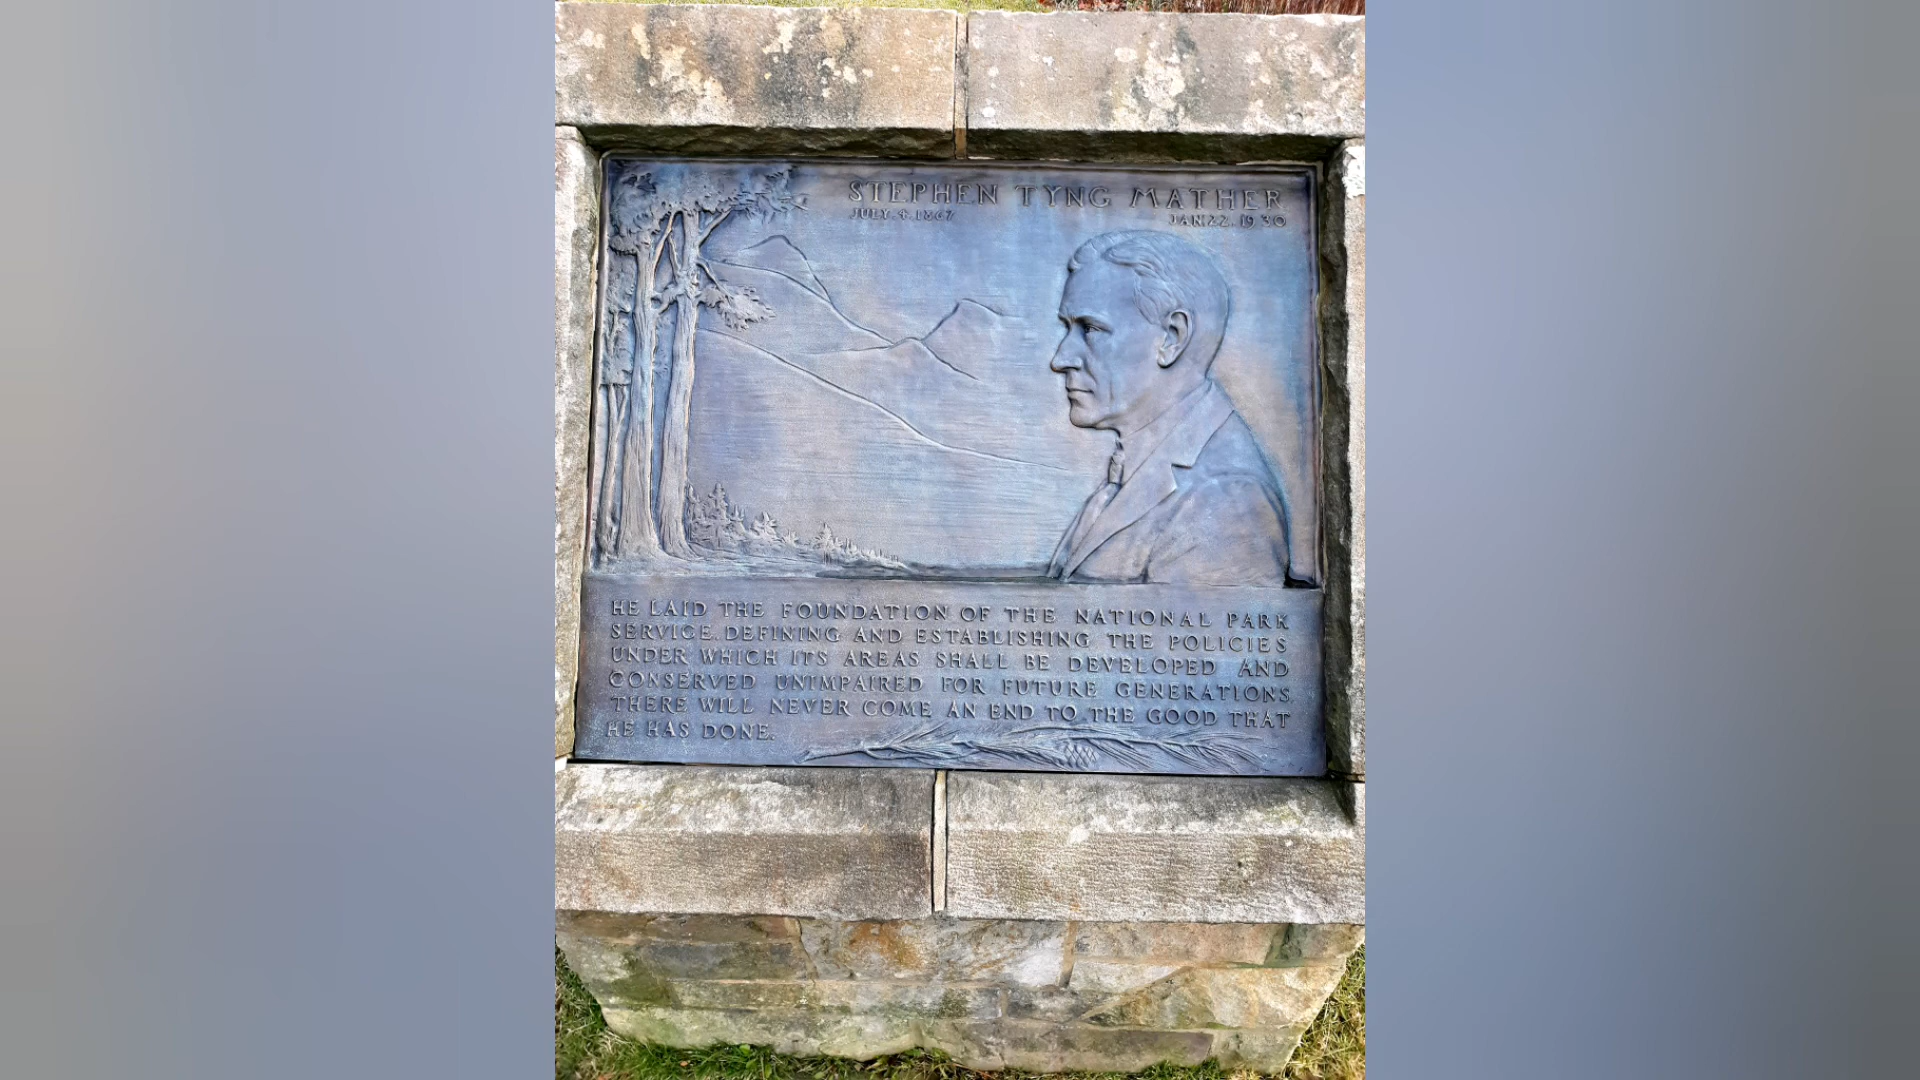 STEPHEN TYNG MATHER
JULY.4.1867 JAN.22.1930
HE LAID THE FOUNDATION OF THE NATIONAL PARK
SERVICE. DEFINING AND ESTABLISHING THE POLICIES
UNDER WHICH ITS AREAS SHALL BE DEVELOPED AND
CONSERVED UNIMPAIRED FOR FUTURE GENERATIONS.
THERE WILL NEVER COME AN END TO THE GOOD THAT
HE HAS DONE.